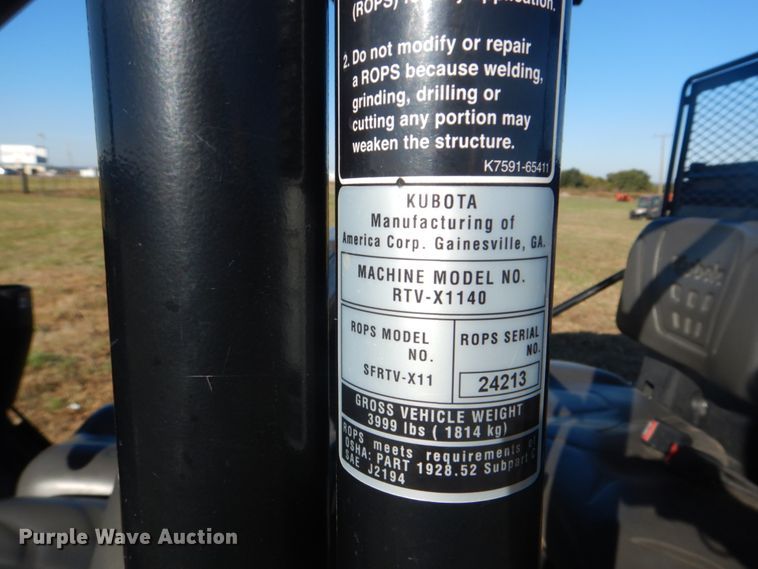 (ROPS) application.
2. Do not modify or repair
a ROPS because welding,
grinding, drilling or
cutting any portion may
weaken the structure.
K7591-65411
KUBOTA
Manufacturing of
America Corp. Gainesville, GA.
MACHINE MODEL NO.
RTV-X1140
ROPS MODEL
NO.
SFRTV-X11
ROPS SERIAL
NO.
24213
GROSS VEHICLE WEIGHT
3999 lbs ( 1814 kg)
ROPS meets requirements of
OSHA: PART 1928.52 Subpart C
SAE J2194
Purple Wave Auction®